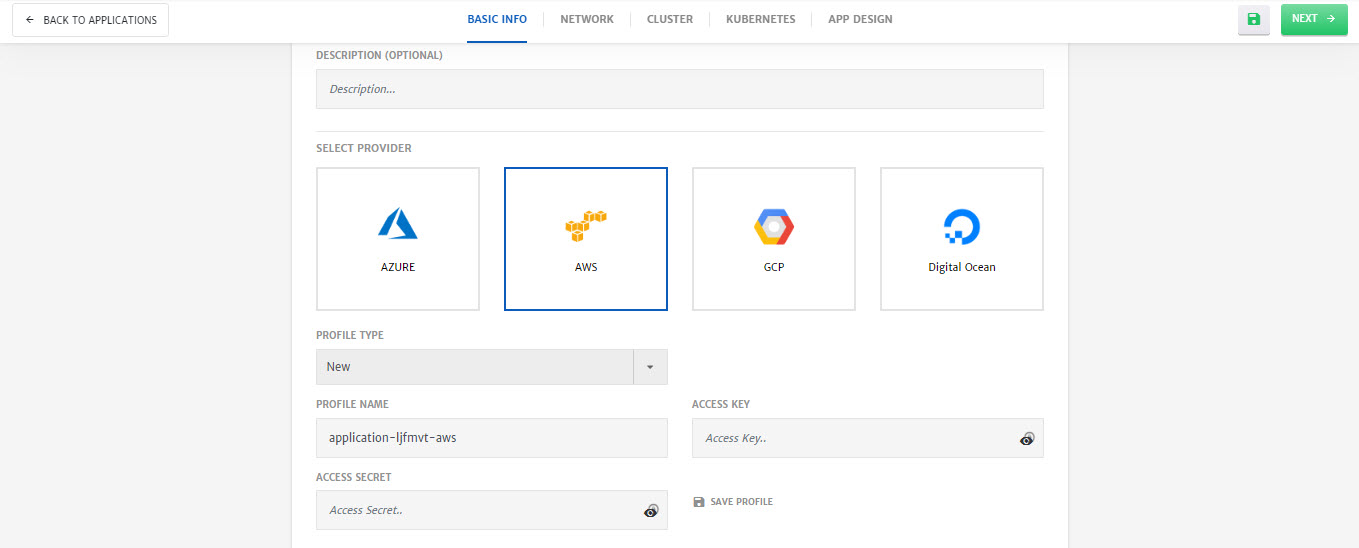 BACK TO APPLICATIONS
BASIC INFO NETWORK CLUSTER KUBERNETES APP DESIGN
NEXT
DESCRIPTION (OPTIONAL)
Description...
SELECT PROVIDER
AZURE AWS GCP Digital Ocean
PROFILE TYPE
New
PROFILE NAME ACCESS KEY
application-ljfmvt-aws Access Key..
ACCESS SECRET
Access Secret.. SAVE PROFILE